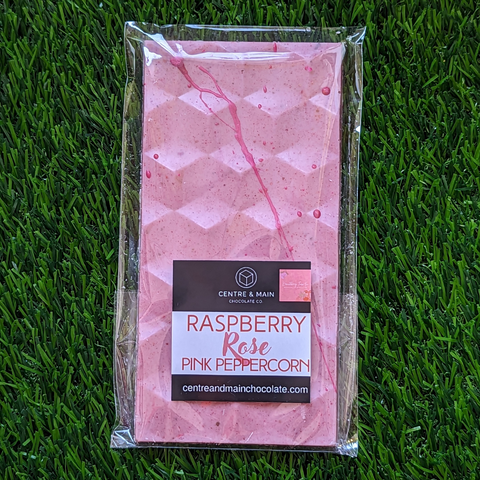 CENTRE & MAIN
CHOCOLATE CO.
RASPBERRY
Rose
PINK PEPPERCORN
centreandmainchocolate.com